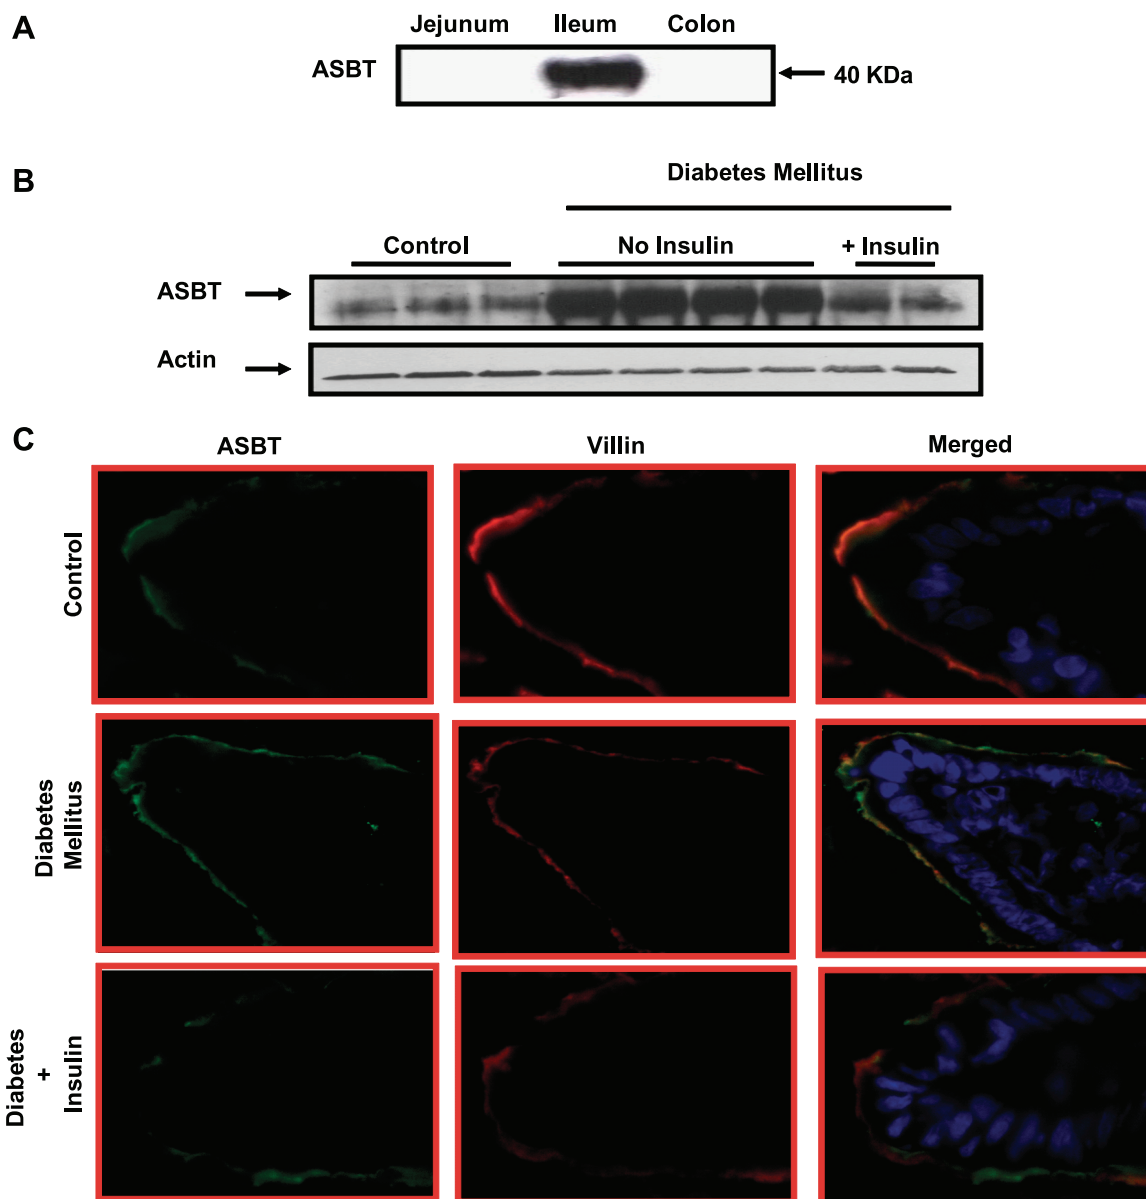 A
Jejunum Ileum Colon
ASBT
40 KDa
B
Diabetes Mellitus
Control No Insulin + Insulin
ASBT
Actin
C
ASBT Villin Merged
Control
Diabetes
Mellitus
Diabetes
+
Insulin